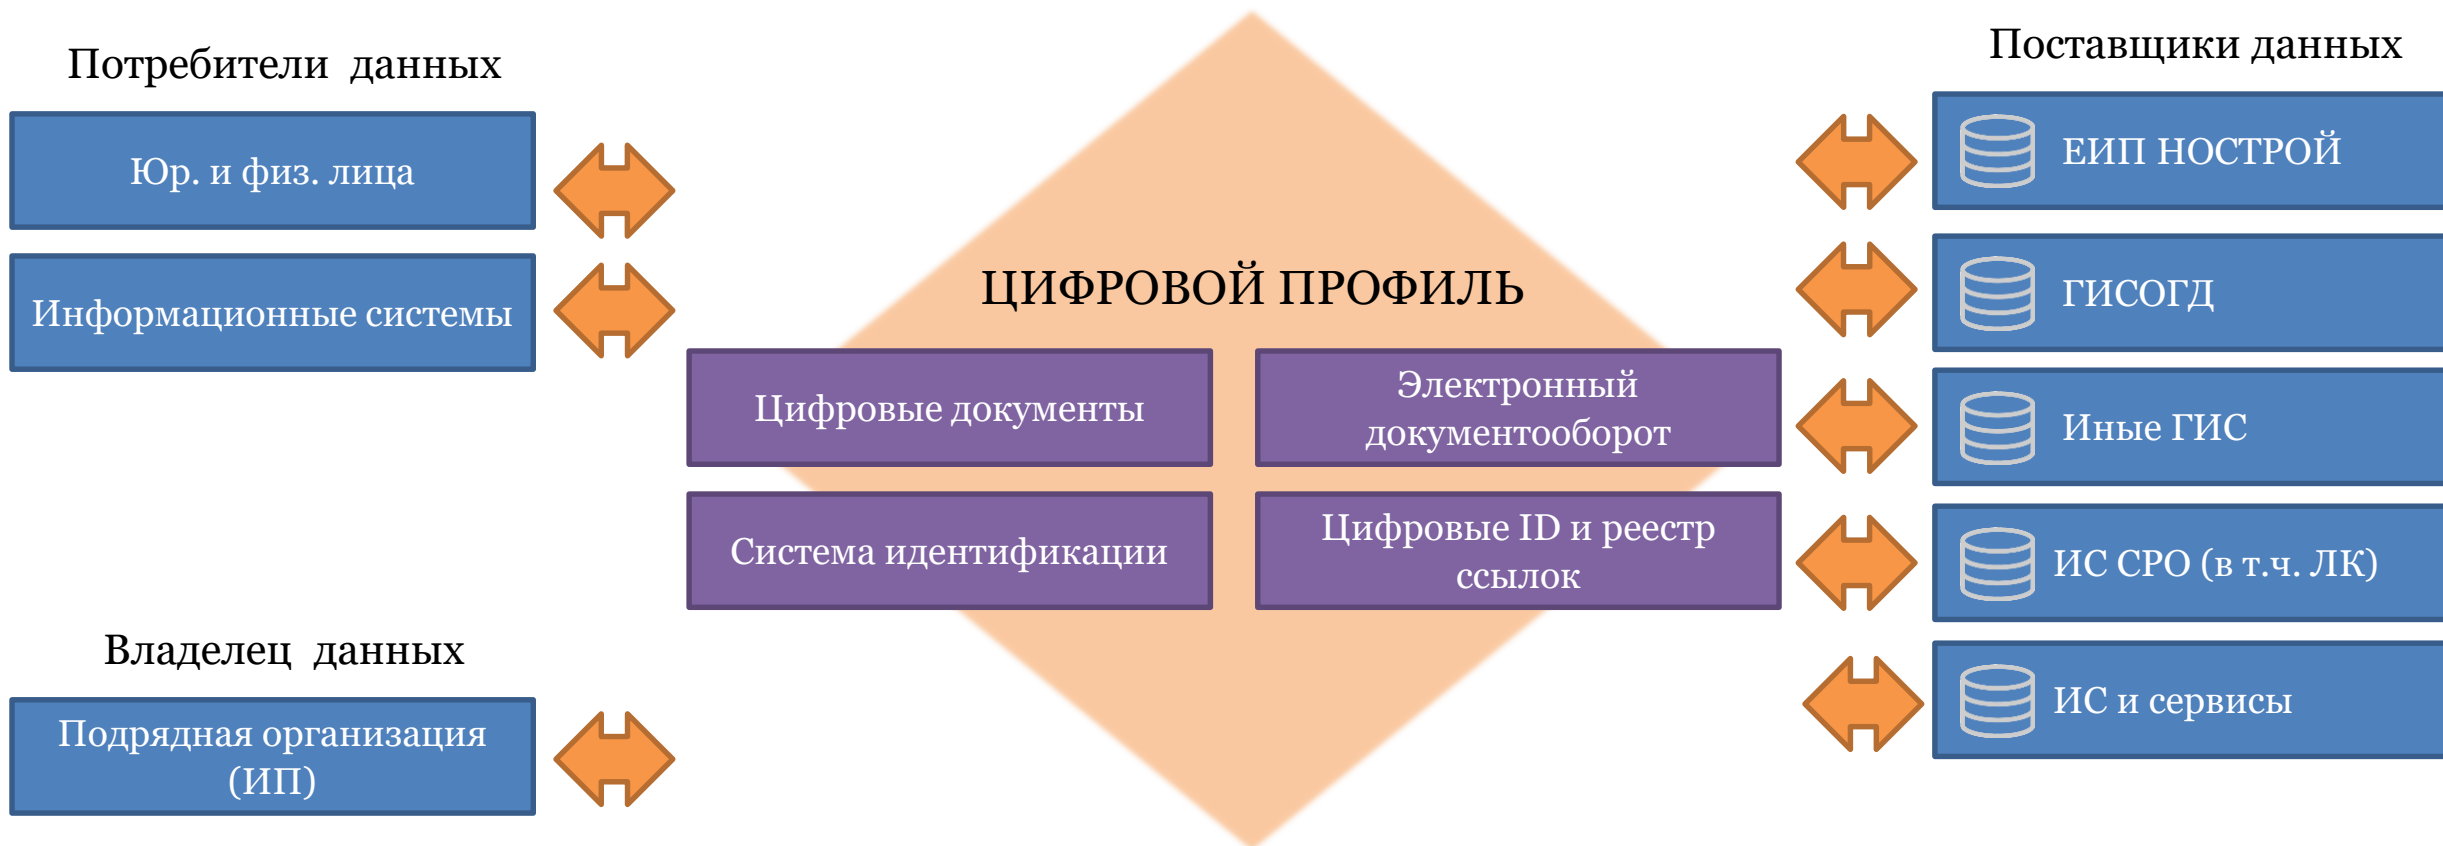 Потребители данных
Юр. и физ. лица
Информационные системы
Владелец данных
Подрядная организация
(ИП)
ЦИФРОВОЙ ПРОФИЛЬ
Цифровые документы
Электронный
документооборот
Система идентификации
Цифровые ID и реестр
ссылок
Поставщики данных
ЕИП НОСТРОЙ
ГИСОГД
Иные ГИС
ИС СРО (в т.ч. ЛК)
ИС и сервисы